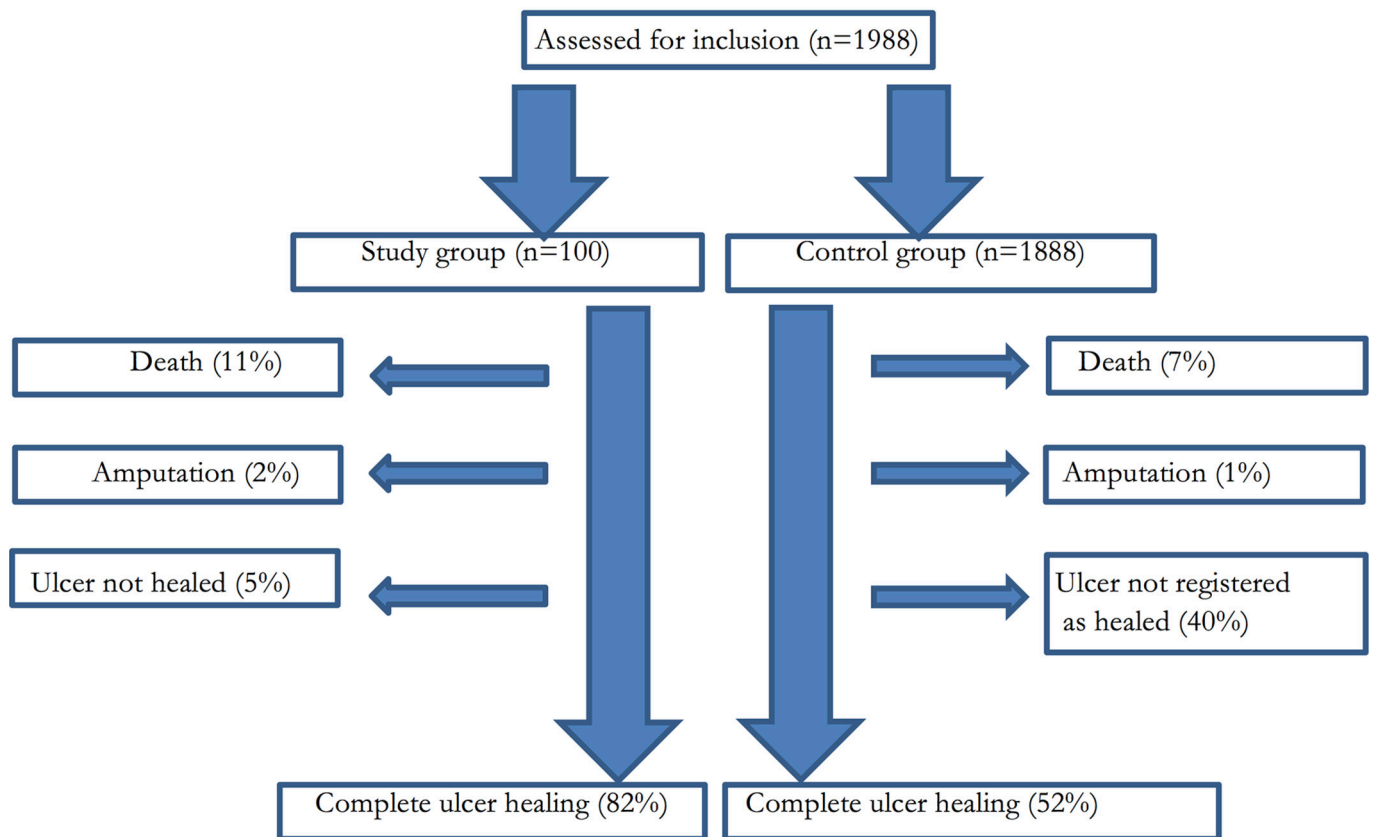 Assessed for inclusion (n=1988)
Study group (n=100)
Control group (n=1888)
Death (11%)
Death (7%)
Amputation (2%)
Amputation (1%)
Ulcer not healed (5%)
Ulcer not registered
as healed (40%)
Complete ulcer healing (82%)
Complete ulcer healing (52%)